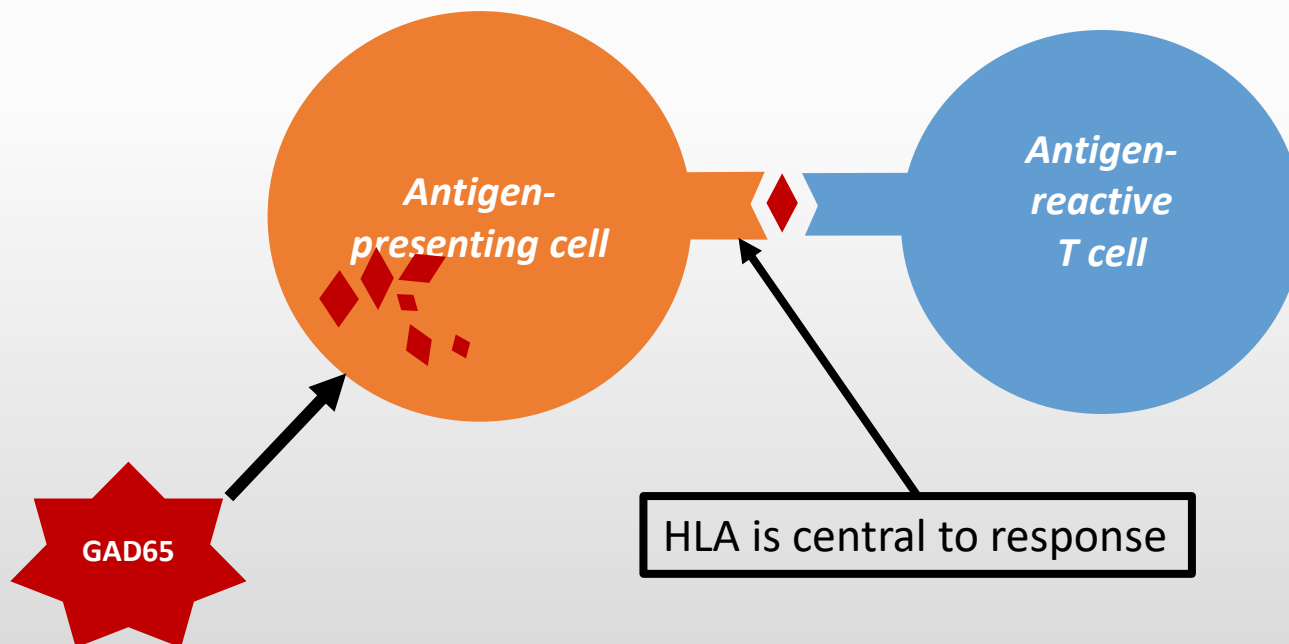 Antigen-
presenting cell
Antigen-
reactive
T cell
GAD65
HLA is central to response